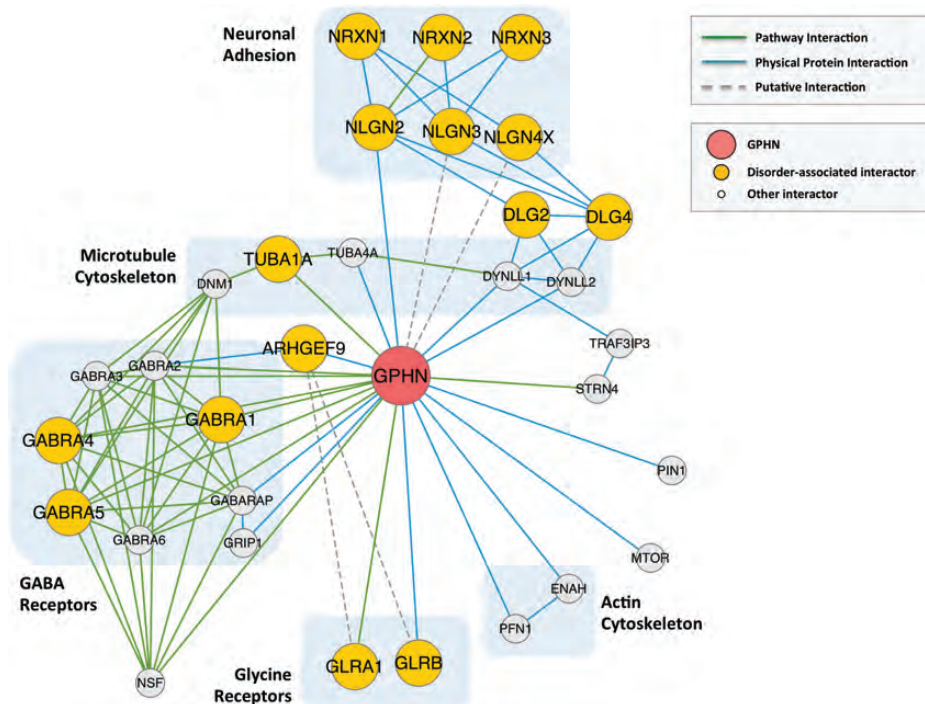 Neuronal
Adhesion
NRXN1
NRXN2
NRXN3
NLGN2
NLGN3
NLGN4X
Pathway Interaction
Physical Protein Interaction
Putative Interaction
GPHN
Disorder-associated interactor
Other interactor
DLG2
DLG4
Microtubule
Cytoskeleton
TUBA1A
TUBA4A
DNM1
DYNLL1
DYNLL2
ARHGEF9
GPHN
TRAF3IP3
STRN4
GABRA3
GABRA2
GABRA1
GABRA4
GABRA5
GABARAP
GABRA6
GRIP1
PIN1
MTOR
GABA
Receptors
ENAH
PFN1
Actin
Cytoskeleton
NSF
Glycine
Receptors
GLRA1
GLRB